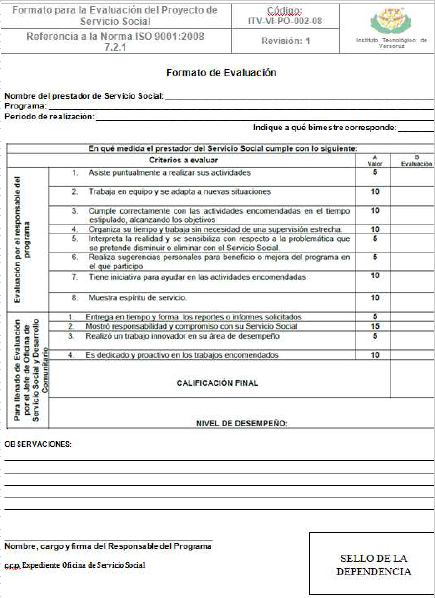 Formato para la Evaluación del Proyecto de
Servicio Social
Código:
ITV-VI-PO-002-08
Referencia a la Norma ISO 9001:2008
7.2.1
Revisión: 1
Instituto Tecnológico de
Veracruz
Formato de Evaluación
Nombre del prestador de Servicio Social:
Programa:
Periodo de realización:
Indique a qué bimestre corresponde:
En qué medida el prestador del Servicio Social cumple con lo siguiente:
Criterios a evaluar
A
Valor
B
Evaluación
Evaluación por el responsable del
programa
1. Asiste puntualmente a realizar sus actividades 5
2. Trabaja en equipo y se adapta a nuevas situaciones 10
3. Cumple correctamente con las actividades encomendadas en el tiempo 10
estipulado, alcanzando los objetivos
4. Organiza su tiempo y trabaja sin necesidad de una supervisión estrecha. 10
5. Interpreta la realidad y se sensibiliza con respecto a la problemática que 5
se pretende disminuir o eliminar con el Servicio Social.
6. Realiza sugerencias personales para beneficio o mejora del programa en 5
el que participo
7. Tiene iniciativa para ayudar en las actividades encomendadas 10
8. Muestra espíritu de servicio. 10
Para llenado de Evaluación
por el Jefe de Oficina de
Servicio Social y Desarrollo
Comunitario
1. Entrega en tiempo y forma los reportes o informes solicitados 5
2. Mostró responsabilidad y compromiso con su Servicio Social 15
3. Realizó un trabajo innovador en su área de desempeño 5
4. Es dedicado y proactivo en los trabajos encomendados 10
CALIFICACIÓN FINAL
NIVEL DE DESEMPEÑO:
OBSERVACIONES:
Nombre, cargo y firma del Responsable del Programa
c.c.p. Expediente Oficina de Servicio Social
SELLO DE LA
DEPENDENCIA